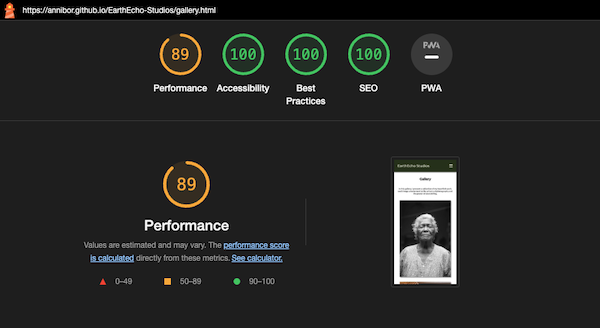 https://annibor.github.io/EarthEcho-Studios/gallery.html
89
100
100
100
PWA
Performance
Accessibility
Best
Practices
SEO
PWA
89
Performance
Values are estimated and may vary. The performance score
is calculated directly from these metrics. See calculator.
0–49
50–89
90–100
EarthEcho Studios
Gallery